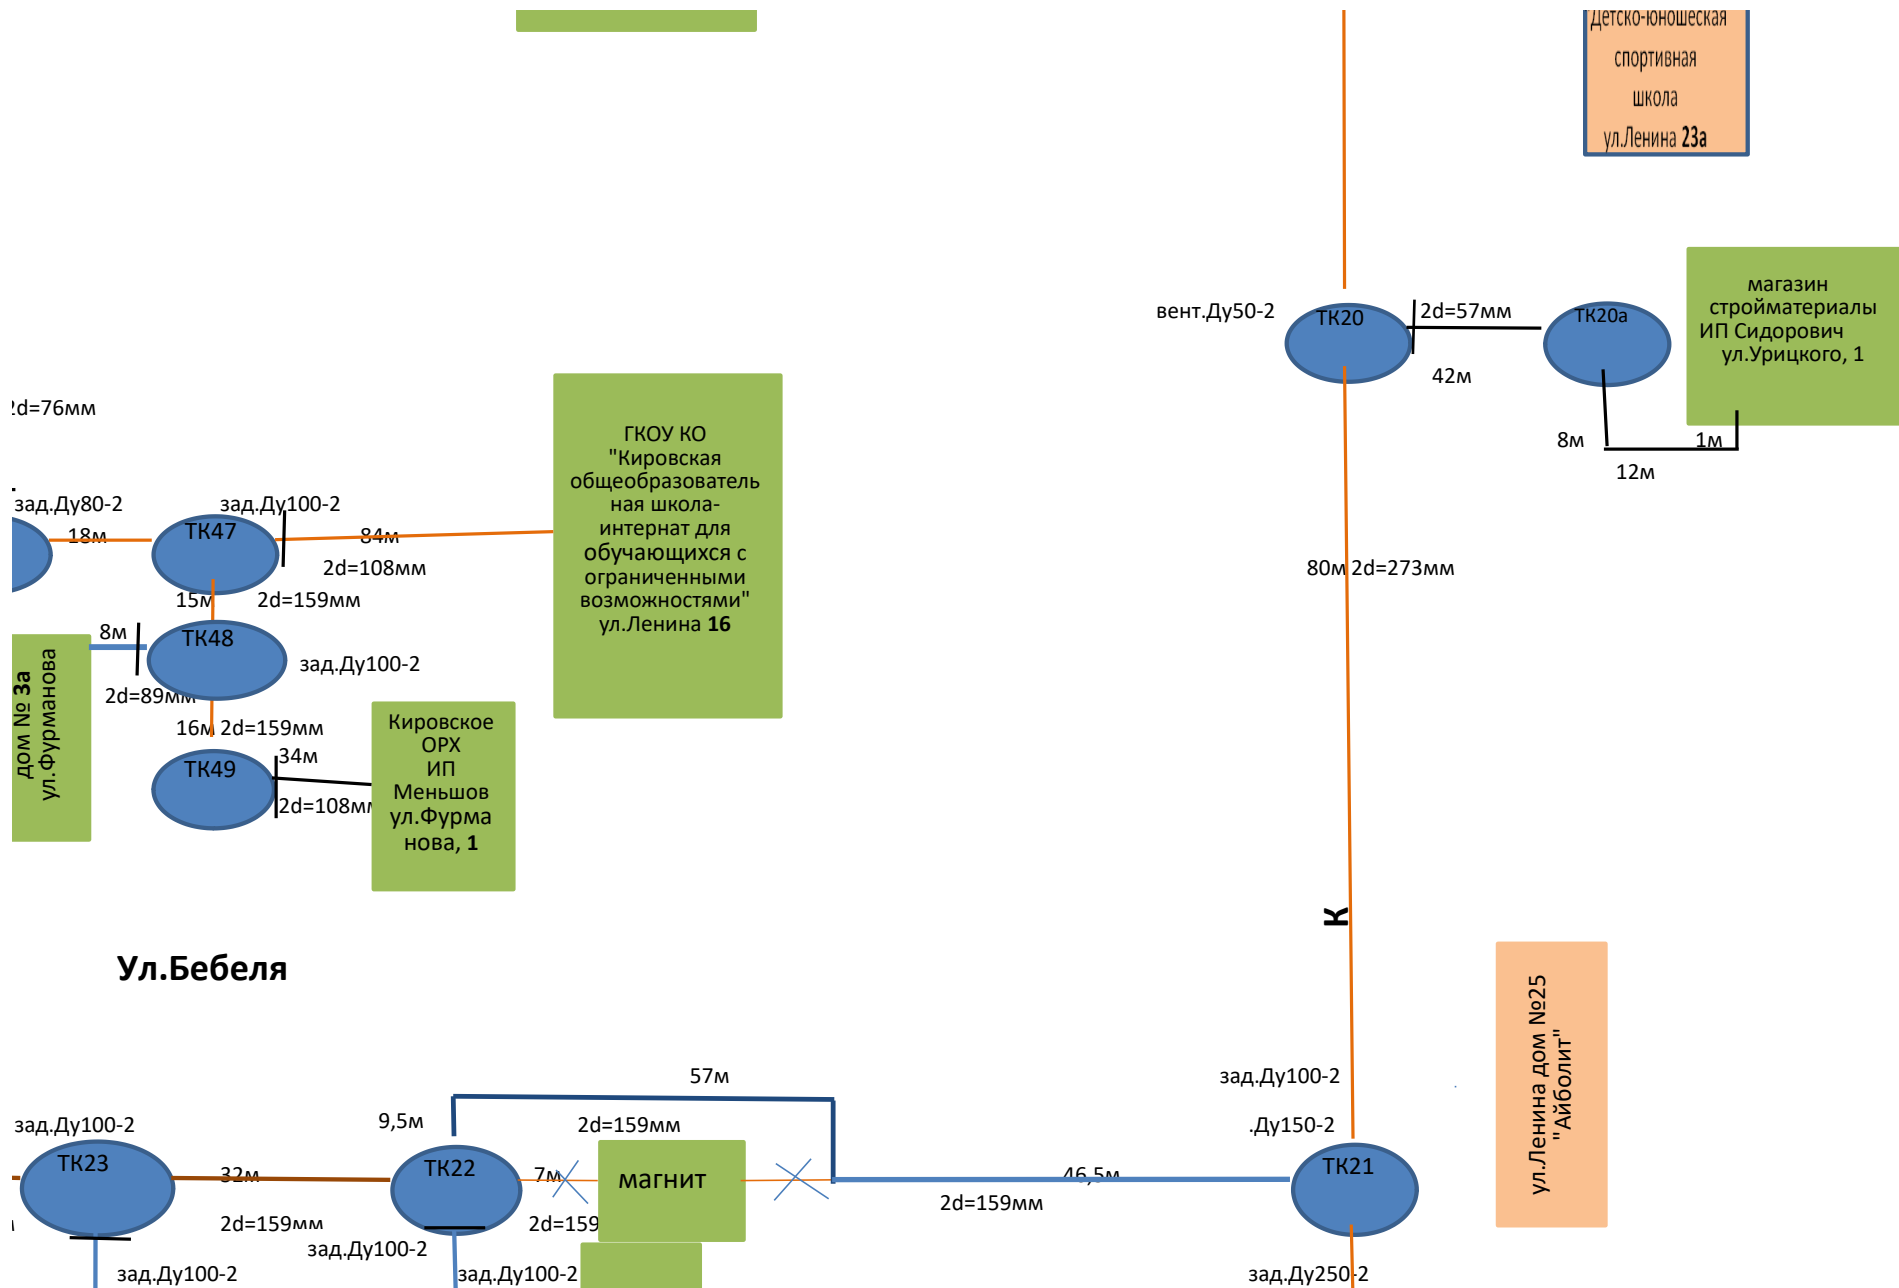 Детско-юношеская
спортивная
школа
ул.Ленина 23а
вент.Ду50-2
ТК20
2d=57мм
42м
ТК20а
магазин
стройматериалы
ИП Сидорович
ул.Урицкого, 1
8м
1м
12м
2d=76мм
зад.Ду80-2
18м
ТК47
зад.Ду100-2
84м
2d=108мм
ГКОУ КО
"Кировская
общеобразователь
ная школа-
интернат для
обучающихся с
ограниченными
возможностями"
ул.Ленина 16
15м
2d=159мм
8м
ТК48
зад.Ду100-2
2d=89мм
дом № 3а
ул.Фурманова
16м
2d=159мм
ТК49
34м
2d=108мм
Кировское
ОРХ
ИП
Меньшов
ул.Фурма
нова, 1
80м
2d=273мм
К
Ул.Бебеля
ул.Ленина дом №25
"Айболит"
57м
зад.Ду100-2
.Ду150-2
зад.Ду100-2
9,5м
2d=159мм
ТК23
32м
ТК22
7м
магнит
46,5м
ТК21
2d=159мм
2d=159мм
2d=159
зад.Ду100-2
зад.Ду100-2
зад.Ду100-2
зад.Ду250-2